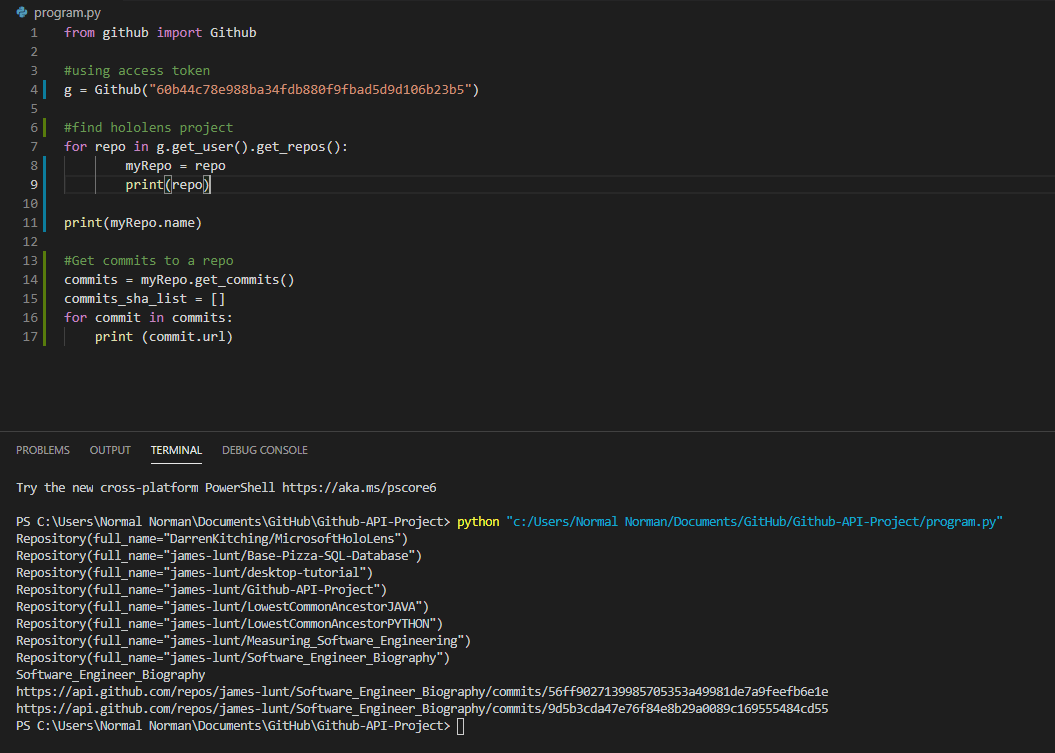 program.py
1 from github import Github
2
3 #using access token
4 g = Github("60b44c78e988ba34fdb880f9fbad5d9d106b23b5")
5
6 #find hololens project
7 for repo in g.get_user().get_repos():
8 myRepo = repo
9 print(repo)
10
11 print(myRepo.name)
12
13 #Get commits to a repo
14 commits = myRepo.get_commits()
15 commits_sha_list = []
16 for commit in commits:
17 print (commit.url)
PROBLEMS OUTPUT TERMINAL DEBUG CONSOLE
Try the new cross-platform PowerShell https://aka.ms/pscore6
PS C:\Users\Normal Norman\Documents\GitHub\Github-API-Project> python "c:/Users/Normal Norman/Documents/GitHub/Github-API-Project/program.py"
Repository(full_name="DarrenKitching/MicrosoftHoloLens")
Repository(full_name="james-lunt/Base-Pizza-SQL-Database")
Repository(full_name="james-lunt/desktop-tutorial")
Repository(full_name="james-lunt/Github-API-Project")
Repository(full_name="james-lunt/LowestCommonAncestorJAVA")
Repository(full_name="james-lunt/LowestCommonAncestorPYTHON")
Repository(full_name="james-lunt/Measuring_Software_Engineering")
Repository(full_name="james-lunt/Software_Engineer_Biography")
Software_Engineer_Biography
https://api.github.com/repos/james-lunt/Software_Engineer_Biography/commits/56ff9027139985705353a49981de7a9feefb6e1e
https://api.github.com/repos/james-lunt/Software_Engineer_Biography/commits/9d5b3cda47e76f84e8b29a0089c169555484cd55
PS C:\Users\Normal Norman\Documents\GitHub\Github-API-Project>